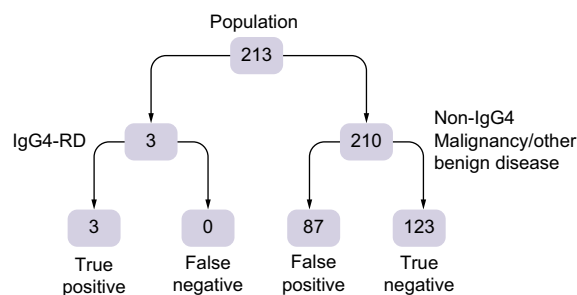 Population
213
IgG4-RD
3
210
Non-IgG4
Malignancy/other
benign disease
3
0
87
123
True
positive
False
negative
False
positive
True
negative